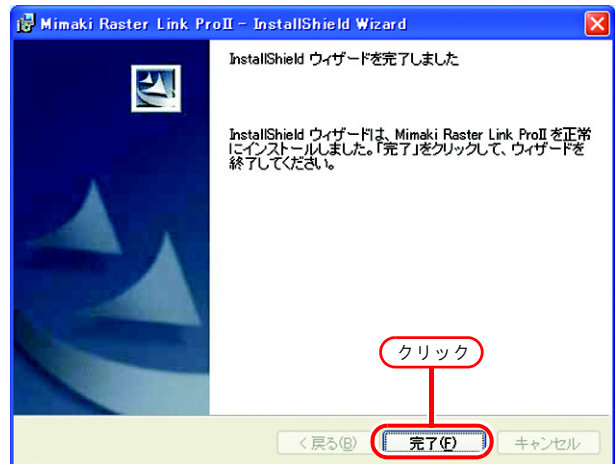 Mimaki Raster Link ProⅡ - InstallShield Wizard
InstallShield ウィザードを完了しました
InstallShield ウィザードは、Mimaki Raster Link ProⅡ を正常
にインストールしました。「完了」をクリックして、ウィザードを
終了してください。
クリック
< 戻る(B)
完了(F)
キャンセル